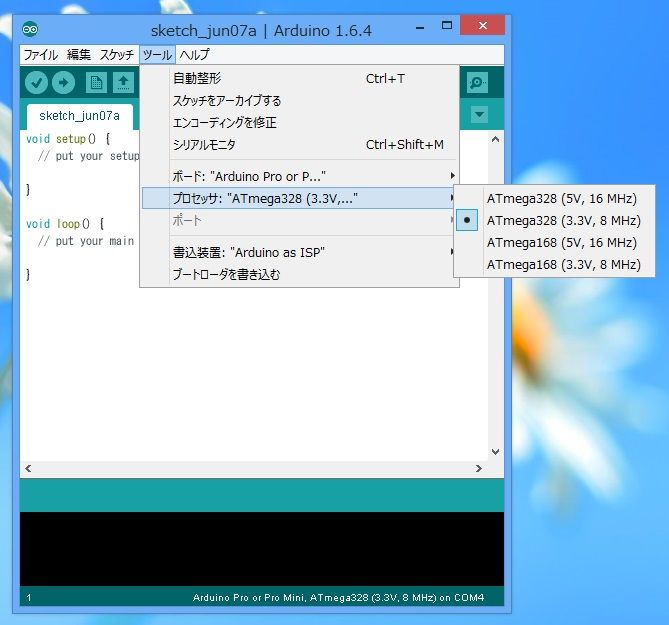 sketch_jun07a | Arduino 1.6.4
ファイル 編集 スケッチ ツール ヘルプ
自動整形 Ctrl+T
スケッチをアーカイブする
エンコーディングを修正
シリアルモニタ Ctrl+Shift+M
ボード: "Arduino Pro or P..."
プロセッサ: "ATmega328 (3.3V,..."
ポート
書込装置: "Arduino as ISP"
ブートローダを書き込む
ATmega328 (5V, 16 MHz)
ATmega328 (3.3V, 8 MHz)
ATmega168 (5V, 16 MHz)
ATmega168 (3.3V, 8 MHz)
sketch_jun07a
void setup() {
// put your setup
}
void loop() {
// put your main
}
1 Arduino Pro or Pro Mini, ATmega328 (3.3V, 8 MHz) on COM4